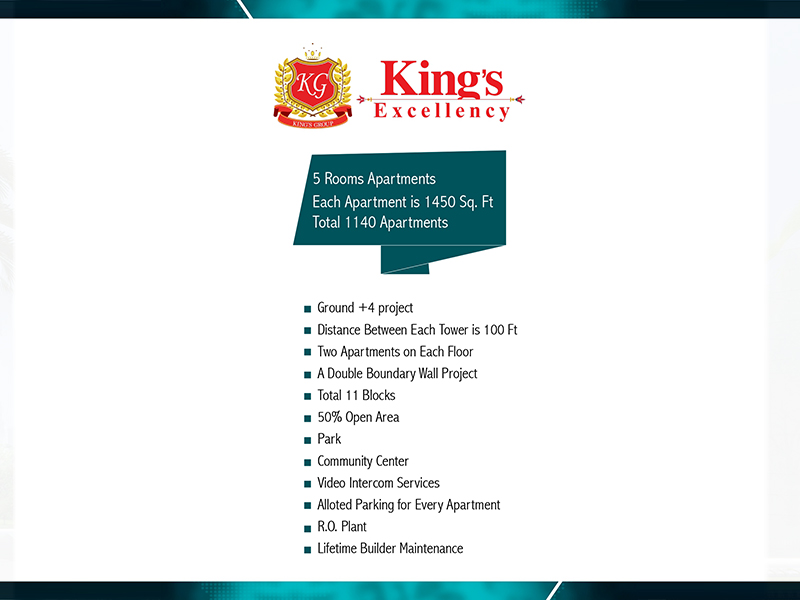 KG
KING'S GROUP
King's
Excellency
5 Rooms Apartments
Each Apartment is 1450 Sq. Ft
Total 1140 Apartments
Ground +4 project
Distance Between Each Tower is 100 Ft
Two Apartments on Each Floor
A Double Boundary Wall Project
Total 11 Blocks
50% Open Area
Park
Community Center
Video Intercom Services
Alloted Parking for Every Apartment
R.O. Plant
Lifetime Builder Maintenance